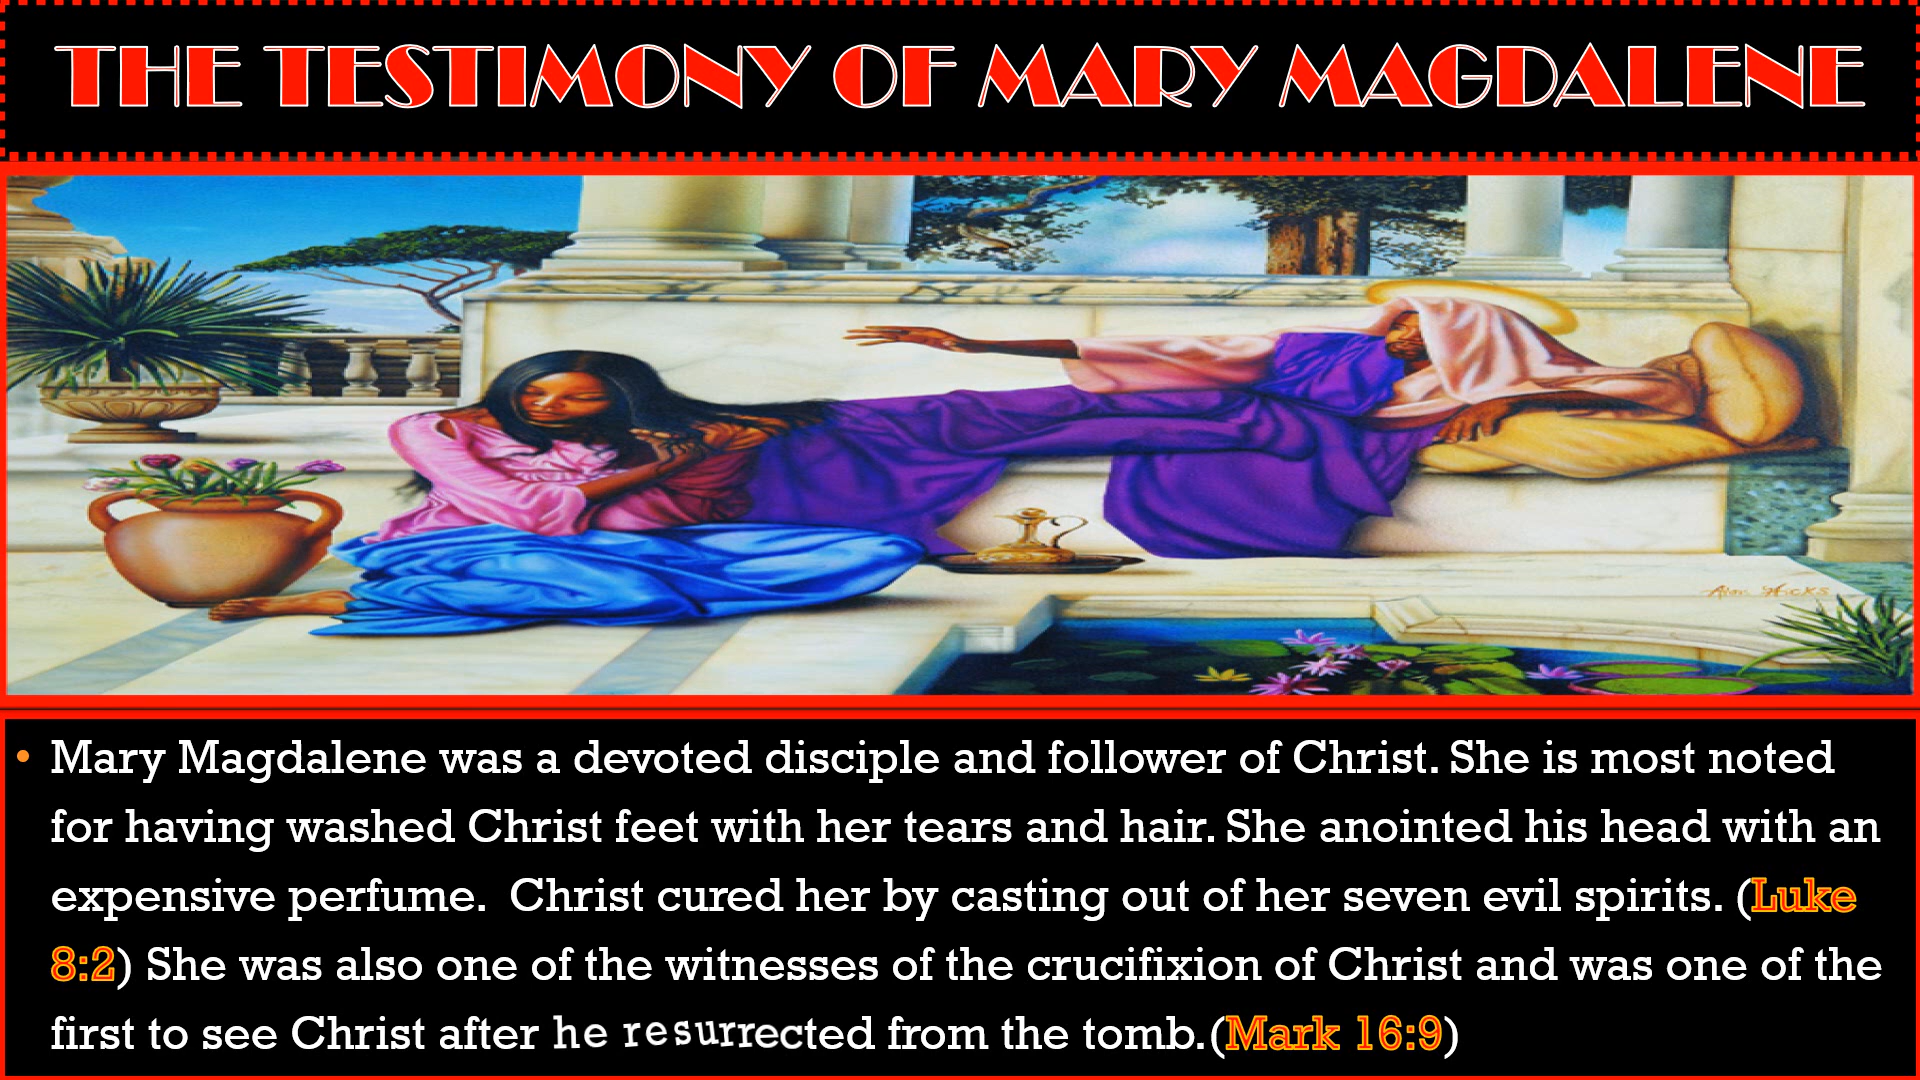 THE TESTIMONY OF MARY MAGDALENE
• Mary Magdalene was a devoted disciple and follower of Christ. She is most noted
for having washed Christ feet with her tears and hair. She anointed his head with an
expensive perfume.  Christ cured her by casting out of her seven evil spirits. (Luke
8:2) She was also one of the witnesses of the crucifixion of Christ and was one of the
first to see Christ after he resurrected from the tomb.(Mark 16:9)